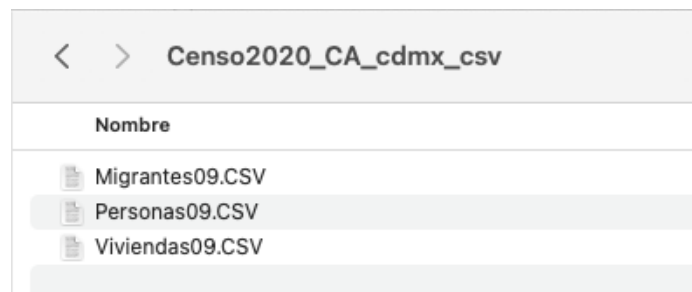 Censo2020_CA_cdmx_csv
Nombre
Migrantes09.CSV
Personas09.CSV
Viviendas09.CSV